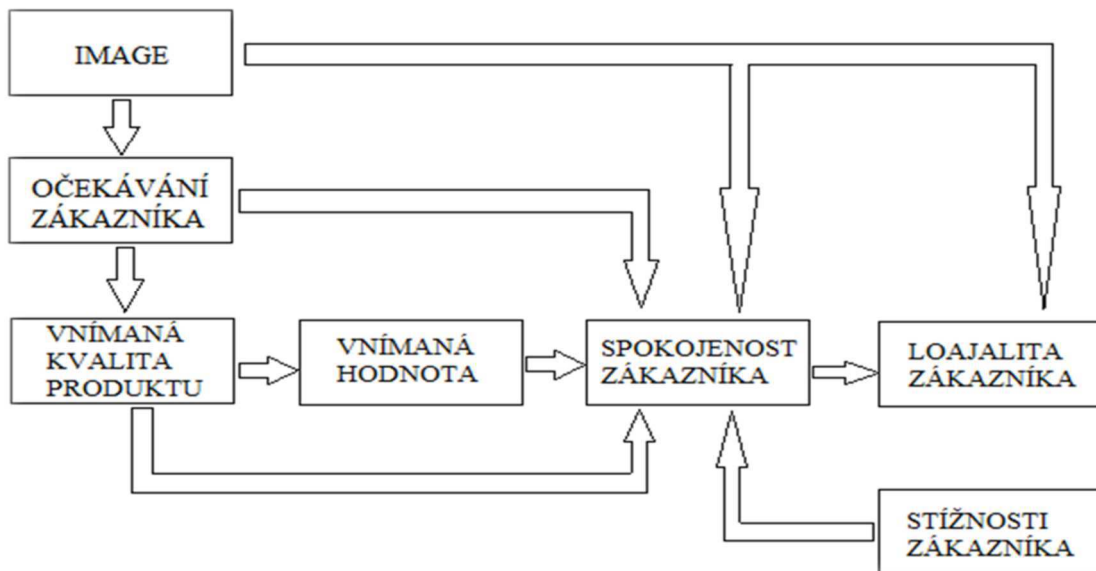 IMAGE
OČEKÁVÁNÍ
ZÁKAZNÍKA
VNÍMANÁ
KVALITA
PRODUKTU
VNÍMANÁ
HODNOTA
SPOKOJENOST
ZÁKAZNÍKA
LOAJALITA
ZÁKAZNÍKA
STÍŽNOSTI
ZÁKAZNÍKA